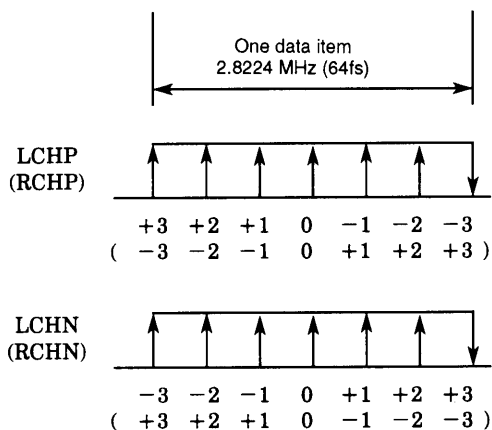 One data item
2.8224 MHz (64fs)
LCHP
(RCHP)
+3 +2 +1 0 −1 −2 −3
( −3 −2 −1 0 +1 +2 +3 )
LCHN
(RCHN)
−3 −2 −1 0 +1 +2 +3
( +3 +2 +1 0 −1 −2 −3 )